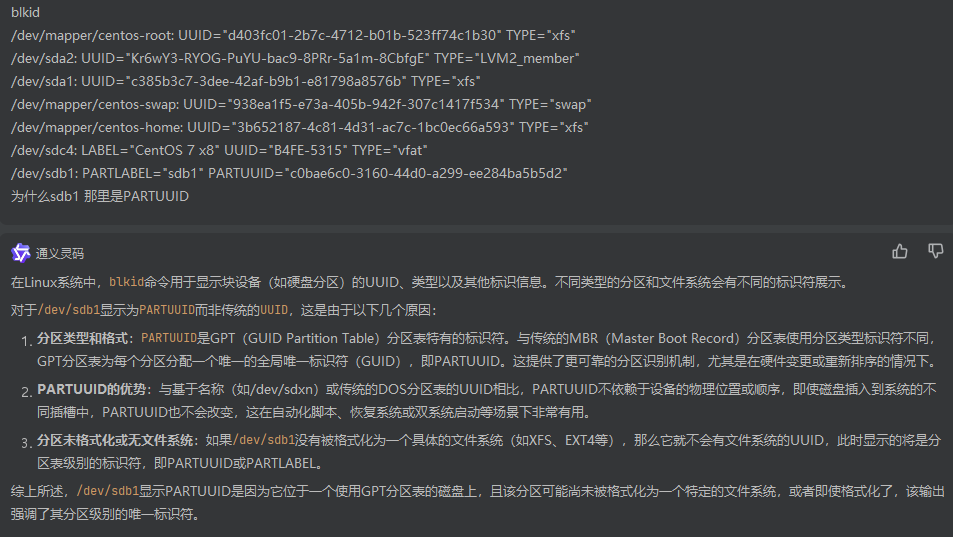 blkid
/dev/mapper/centos-root: UUID="d403fc01-2b7c-4712-b01b-523ff74c1b30" TYPE="xfs"
/dev/sda2: UUID="Kr6wY3-RYOG-PuYU-bac9-8PRr-5a1m-8CbfgE" TYPE="LVM2_member"
/dev/sda1: UUID="c385b3c7-3dee-42af-b9b1-e81798a8576b" TYPE="xfs"
/dev/mapper/centos-swap: UUID="938ea1f5-e73a-405b-942f-307c1417f534" TYPE="swap"
/dev/mapper/centos-home: UUID="3b652187-4c81-4d31-ac7c-1bc0ec66a593" TYPE="xfs"
/dev/sdc4: LABEL="CentOS 7 x8" UUID="B4FE-5315" TYPE="vfat"
/dev/sdb1: PARTLABEL="sdb1" PARTUUID="c0bae6c0-3160-44d0-a299-ee284ba5b5d2"
为什么sdb1 那里是PARTUUID
通义灵码
在Linux系统中，blkid命令用于显示块设备（如硬盘分区）的UUID、类型以及其他标识信息。不同类型的分区和文件系统会有不同的标识符展示。
对于/dev/sdb1显示为PARTUUID而非传统的UUID，这是由于以下几个原因：
1. 分区类型和格式：PARTUUID是GPT（GUID Partition Table）分区表特有的标识符。与传统的MBR（Master Boot Record）分区表使用分区类型标识符不同，
GPT分区表为每个分区分配一个唯一的全局唯一标识符（GUID），即PARTUUID。这提供了更可靠的分区识别机制，尤其是在硬件变更或重新排序的情况下。
2. PARTUUID的优势：与基于名称（如/dev/sdxn）或传统的DOS分区表的UUID相比，PARTUUID不依赖于设备的物理位置或顺序，即使磁盘插入到系统的不
同插槽中，PARTUUID也不会改变，这在自动化脚本、恢复系统或双系统启动等场景下非常有用。
3. 分区未格式化或无文件系统：如果/dev/sdb1没有被格式化为一个具体的文件系统（如XFS、EXT4等），那么它就不会有文件系统的UUID，此时显示的将是分
区表级别的标识符，即PARTUUID或PARTLABEL。
综上所述，/dev/sdb1显示PARTUUID是因为它位于一个使用GPT分区表的磁盘上，且该分区可能尚未被格式化为一个特定的文件系统，或者即使格式化了，该输出
强调了其分区级别的唯一标识符。